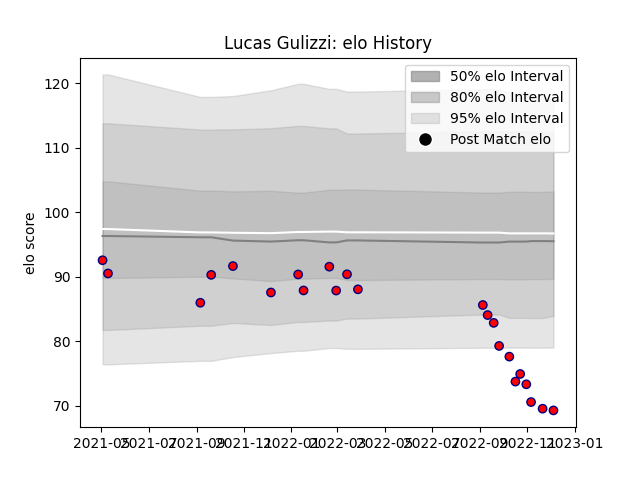 Lucas Gulizzi: elo History
50% elo Interval
80% elo Interval
95% elo Interval
Post Match elo
elo score
120
110
100
90
80
70
2021-05 2021-07 2021-09 2021-11 2022-01 2022-03 2022-05 2022-07 2022-09 2022-11 2023-01